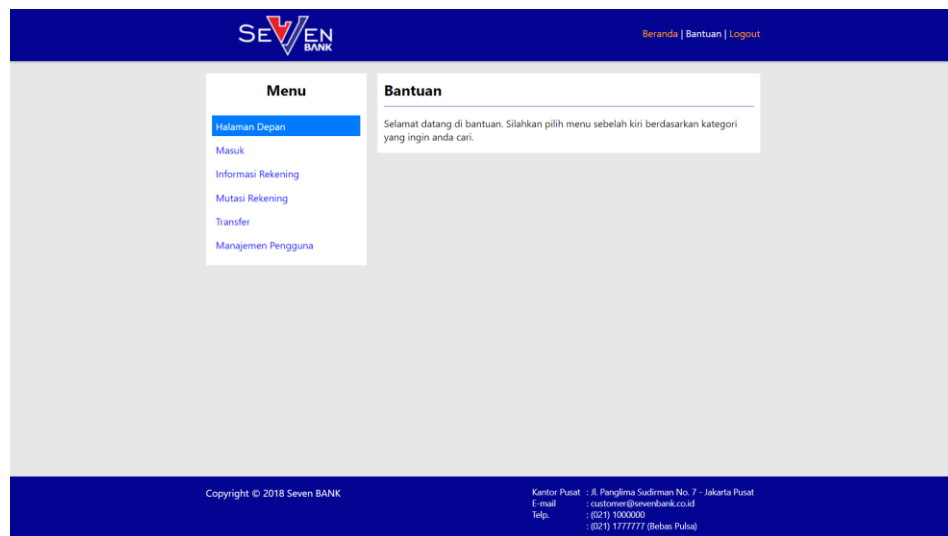 SEVEN
BANK
Beranda | Bantuan | Logout
Menu
Halaman Depan
Masuk
Informasi Rekening
Mutasi Rekening
Transfer
Manajemen Pengguna
Bantuan
Selamat datang di bantuan. Silahkan pilih menu sebelah kiri berdasarkan kategori
yang ingin anda cari.
Copyright © 2018 Seven BANK
Kantor Pusat : Jl. Panglima Sudirman No. 7 - Jakarta Pusat
E-mail : customer@sevenbank.co.id
Telp. : (021) 1000000
: (021) 1777777 (Bebas Pulsa)